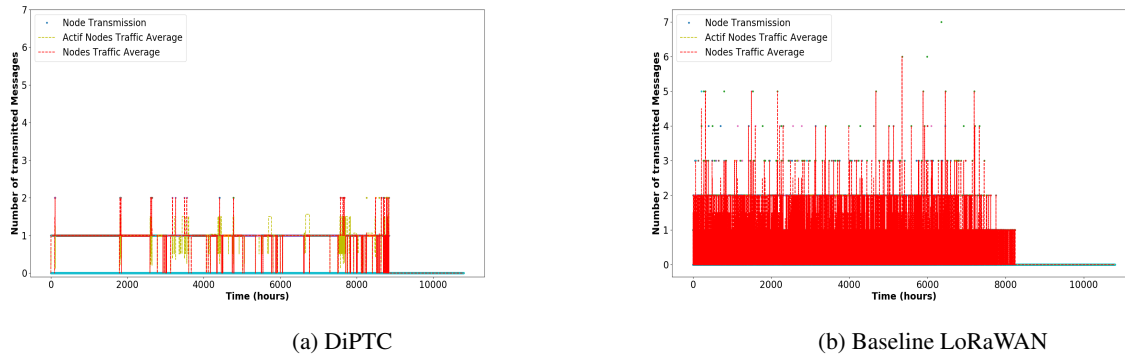 7
6
5
4
3
2
1
0
Number of transmitted Messages
Node Transmission
Actif Nodes Traffic Average
Nodes Traffic Average
0 2000 4000 6000 8000 10000
Time (hours)
(a) DiPTC
7
6
5
4
3
2
1
0
Number of transmitted Messages
Node Transmission
Actif Nodes Traffic Average
Nodes Traffic Average
0 2000 4000 6000 8000 10000
Time (hours)
(b) Baseline LoRaWAN